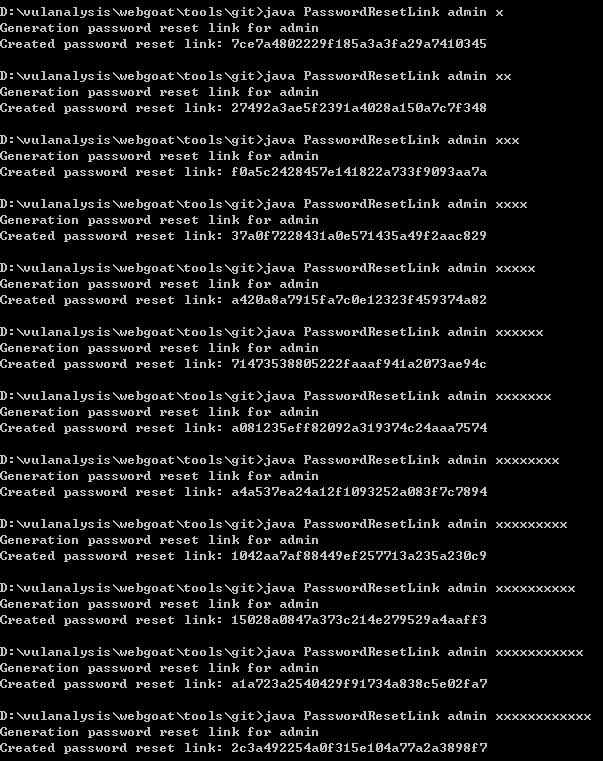 D:\vulanalysis\webgoat\tools\git>java PasswordResetLink admin x
Generation password reset link for admin
Created password reset link: 7ce7a4802229f185a3a3fa29a7410345
D:\vulanalysis\webgoat\tools\git>java PasswordResetLink admin xx
Generation password reset link for admin
Created password reset link: 27492a3ae5f2391a4028a150a7c7f348
D:\vulanalysis\webgoat\tools\git>java PasswordResetLink admin xxx
Generation password reset link for admin
Created password reset link: f0a5c2428457e141822a733f9093aa7a
D:\vulanalysis\webgoat\tools\git>java PasswordResetLink admin xxxx
Generation password reset link for admin
Created password reset link: 37a0f7228431a0e571435a49f2aac829
D:\vulanalysis\webgoat\tools\git>java PasswordResetLink admin xxxxx
Generation password reset link for admin
Created password reset link: a420a8a7915fa7c0e12323f459374a82
D:\vulanalysis\webgoat\tools\git>java PasswordResetLink admin xxxxxx
Generation password reset link for admin
Created password reset link: 71473538805222faaaf941a2073ae94c
D:\vulanalysis\webgoat\tools\git>java PasswordResetLink admin xxxxxxx
Generation password reset link for admin
Created password reset link: a081235eff82092a319374c24aaa7574
D:\vulanalysis\webgoat\tools\git>java PasswordResetLink admin xxxxxxxx
Generation password reset link for admin
Created password reset link: a4a537ea24a12f1093252a083f7c7894
D:\vulanalysis\webgoat\tools\git>java PasswordResetLink admin xxxxxxxxx
Generation password reset link for admin
Created password reset link: 1042aa7af88449ef257713a235a230c9
D:\vulanalysis\webgoat\tools\git>java PasswordResetLink admin xxxxxxxxxx
Generation password reset link for admin
Created password reset link: 15028a0847a373c214e279529a4aaff3
D:\vulanalysis\webgoat\tools\git>java PasswordResetLink admin xxxxxxxxxxx
Generation password reset link for admin
Created password reset link: a1a723a2540429f91734a838c5e02fa7
D:\vulanalysis\webgoat\tools\git>java PasswordResetLink admin xxxxxxxxxxxx
Generation password reset link for admin
Created password reset link: 2c3a492254a0f315e104a77a2a3898f7